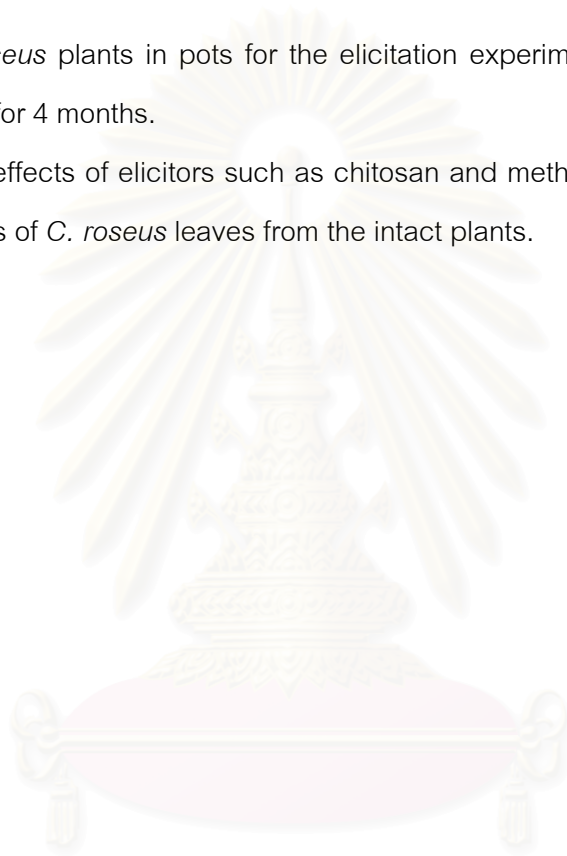 eus plants in pots for the elicitation experim
for 4 months.
effects of elicitors such as chitosan and meth
s of C. roseus leaves from the intact plants.